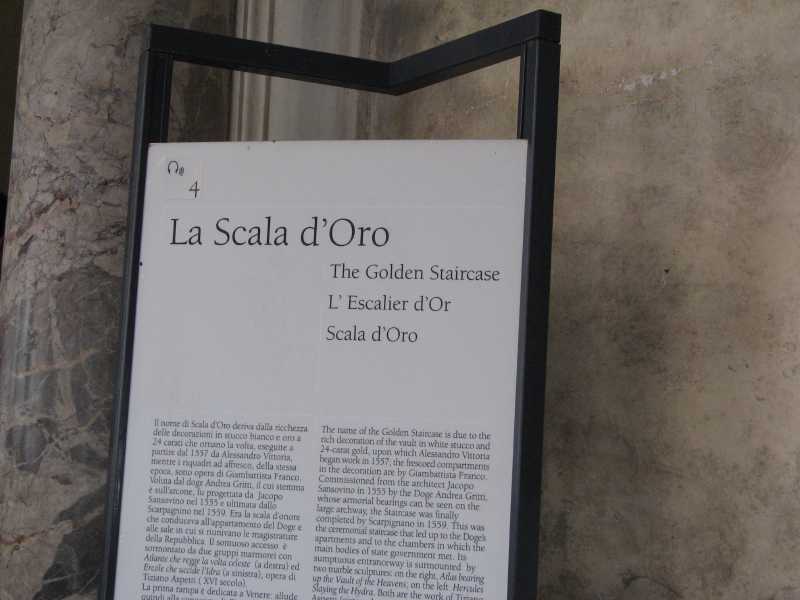 4
La Scala d'Oro
The Golden Staircase
L' Escalier d'Or
Scala d'Oro
Il nome di Scala d'Oro deriva dalla ricchezza
delle decorazioni in stucco bianco e oro a
24 carati che ornano la volta, eseguite a
partire dal 1557 da Alessandro Vittoria,
mentre i riquadri ad affresco, della stessa
epoca, sono opera di Giambattista Franco.
Voluta dal doge Andrea Gritti, il cui stemma
è sull'arcone, fu progettata da Jacopo
Sansovino nel 1555 e ultimata dallo
Scarpagnino nel 1559. Era la scala d'onore
che conduceva all'appartamento del Doge e
alle sale in cui si riunivano le magistrature
della Repubblica. Il sontuoso accesso è
sormontato da due gruppi marmorei con
Atlante che regge la volta celeste (a destra) ed
Ercole che uccide l'Idra (a sinistra), opera di
Tiziano Aspetti ( XVI secolo).
La prima rampa è dedicata a Venere: allude
The name of the Golden Staircase is due to the
rich decoration of the vault in white stucco and
24-carat gold, upon which Alessandro Vittoria
began work in 1557; the frescoed compartments
in the decoration are by Giambattista Franco.
Commissioned from the architect Jacopo
Sansovino in 1555 by the Doge Andrea Gritti,
whose armorial bearings can be seen on the
large archway, the Staircase was finally
completed by Scarpignano in 1559. This was
the ceremonial staircase that led up to the Doge's
apartments and to the chambers in which the
main bodies of state government met. Its
sumptuous entranceway is surmounted by
two marble sculptures: on the right, Atlas bearing
up the Vault of the Heavens, on the left Hercules
Slaying the Hydra. Both are the work of Tiziano